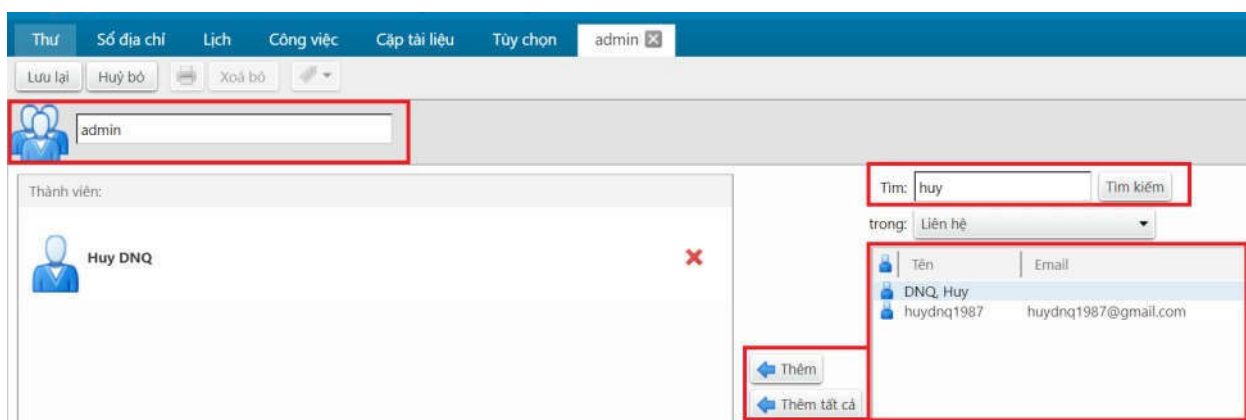 Thư Sổ địa chỉ Lịch Công việc Cặp tài liệu Tùy chọn admin
Lưu lại Huỷ bỏ Xoá bỏ
admin
Thành viên:
Huy DNQ
Tìm: huy Tìm kiếm
trong: Liên hệ
Tên Email
DNQ, Huy
huydnq1987 huydnq1987@gmail.com
Thêm
Thêm tất cả